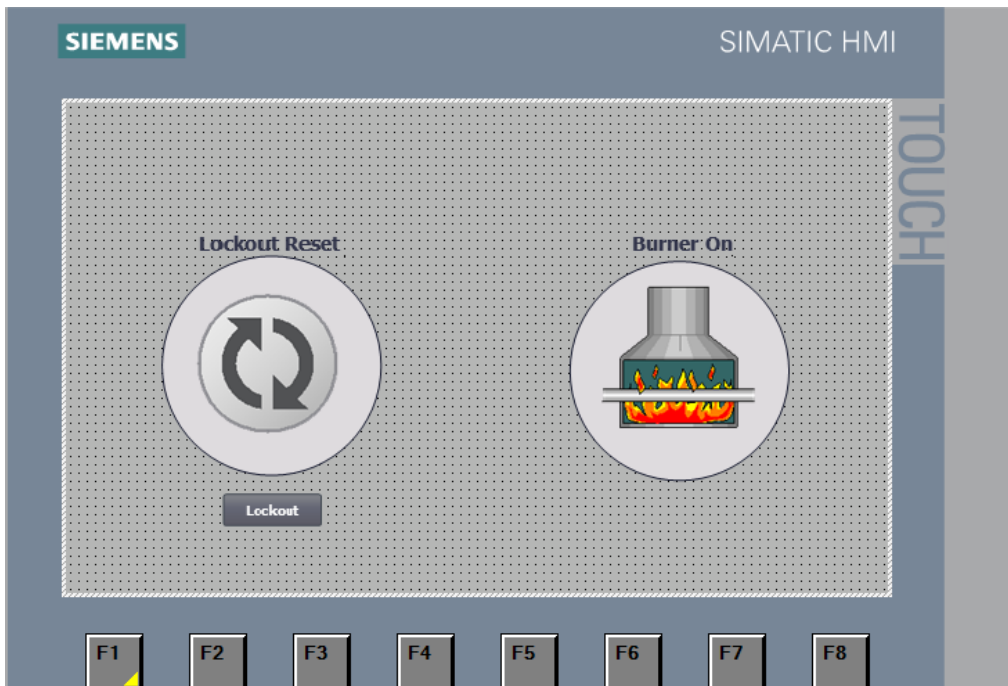 SIEMENS
SIMATIC HMI
TOUCH
Lockout Reset
Burner On
Lockout
F1
F2
F3
F4
F5
F6
F7
F8